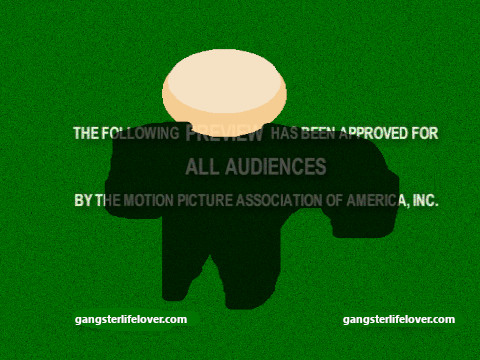 THE FOLLOWING PREVIEW HAS BEEN APPROVED FOR
ALL AUDIENCES
BY THE MOTION PICTURE ASSOCIATION OF AMERICA, INC.
gangsterlifelover.com gangsterlifelover.com